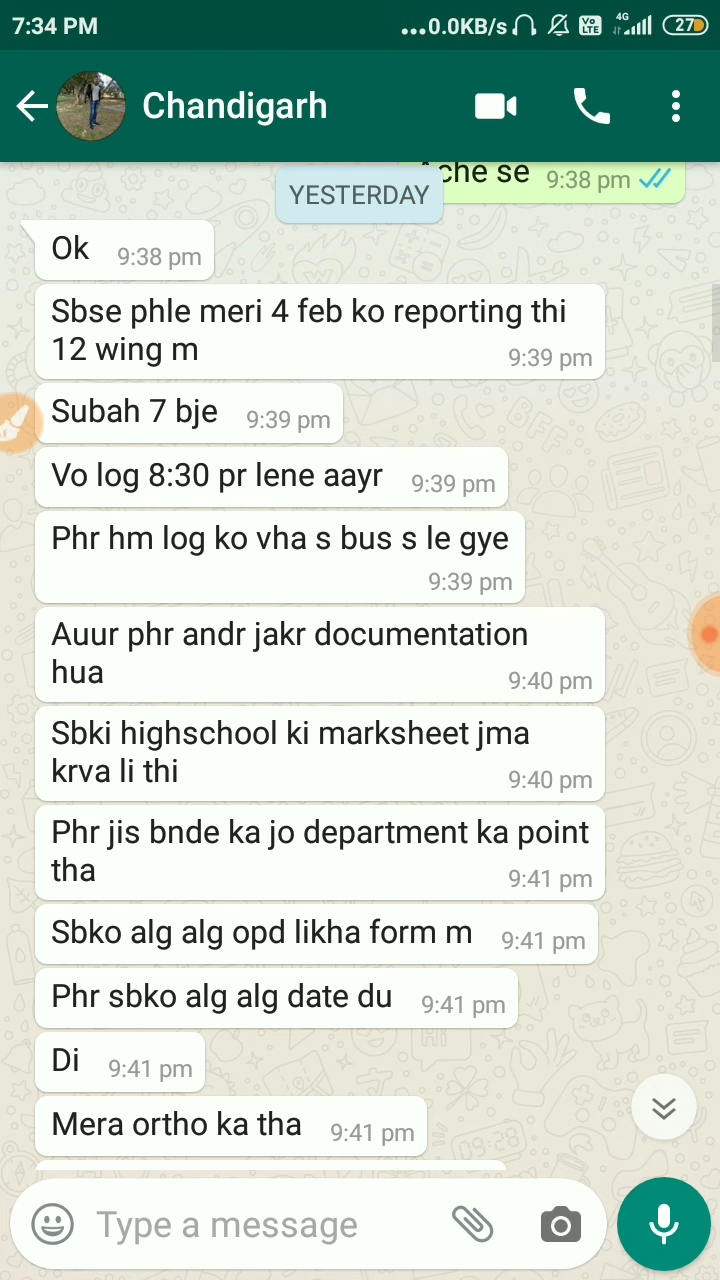 7:34 PM
...0.0KB/s
Vo
LTE
4G
27
Chandigarh
che se 9:38 pm
YESTERDAY
Ok 9:38 pm
Sbse phle meri 4 feb ko reporting thi
12 wing m 9:39 pm
Subah 7 bje 9:39 pm
Vo log 8:30 pr lene aayr 9:39 pm
Phr hm log ko vha s bus s le gye
9:39 pm
Auur phr andr jakr documentation
hua 9:40 pm
Sbki highschool ki marksheet jma
krva li thi 9:40 pm
Phr jis bnde ka jo department ka point
tha 9:41 pm
Sbko alg alg opd likha form m 9:41 pm
Phr sbko alg alg date du 9:41 pm
Di 9:41 pm
Mera ortho ka tha 9:41 pm
Type a message